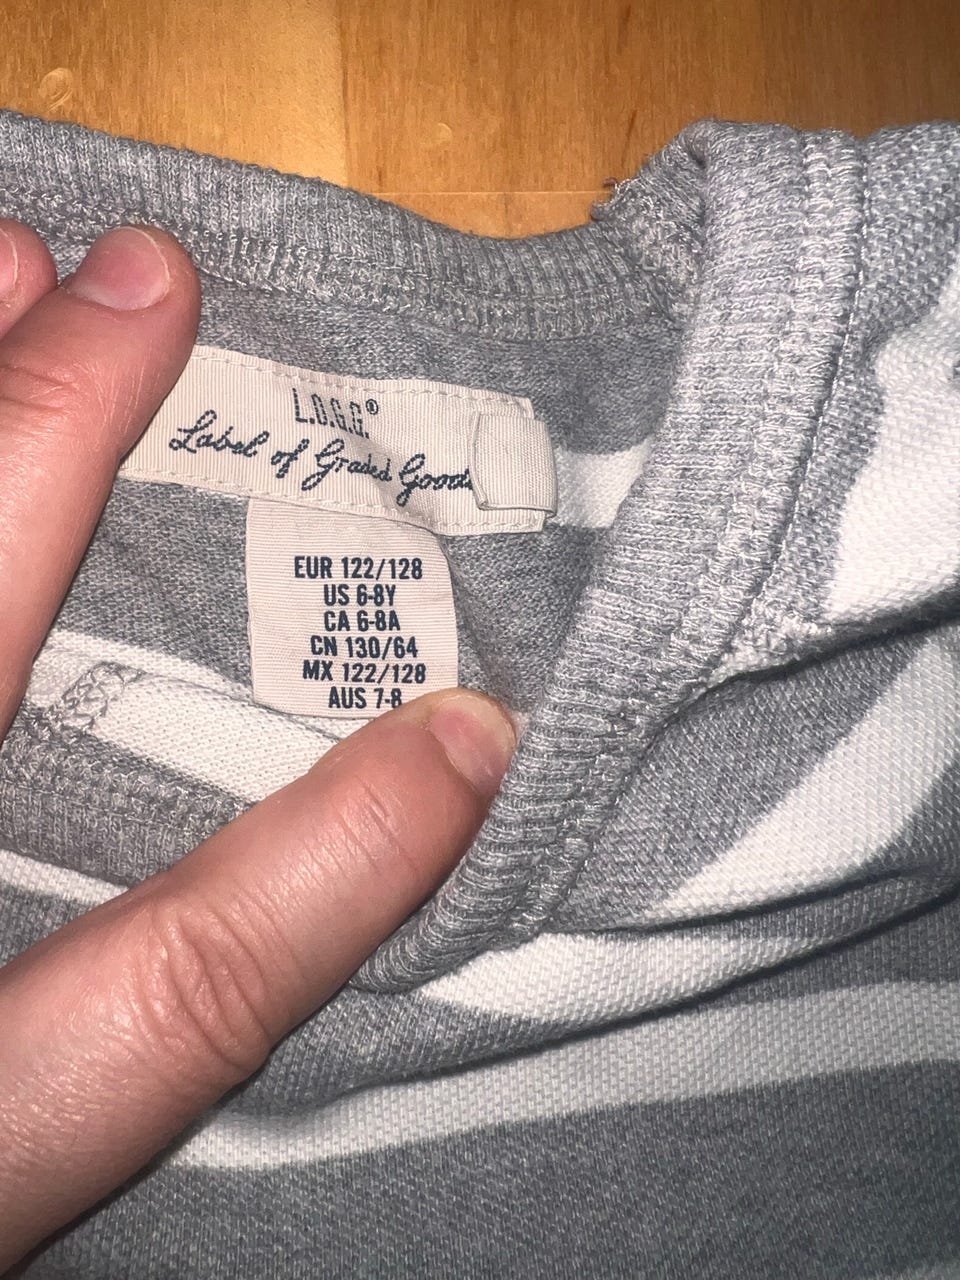 L.O.G.G.®
Label of Graded Goods
EUR 122/128
US 6-8Y
CA 6-8A
CN 130/64
MX 122/128
AUS 7-8